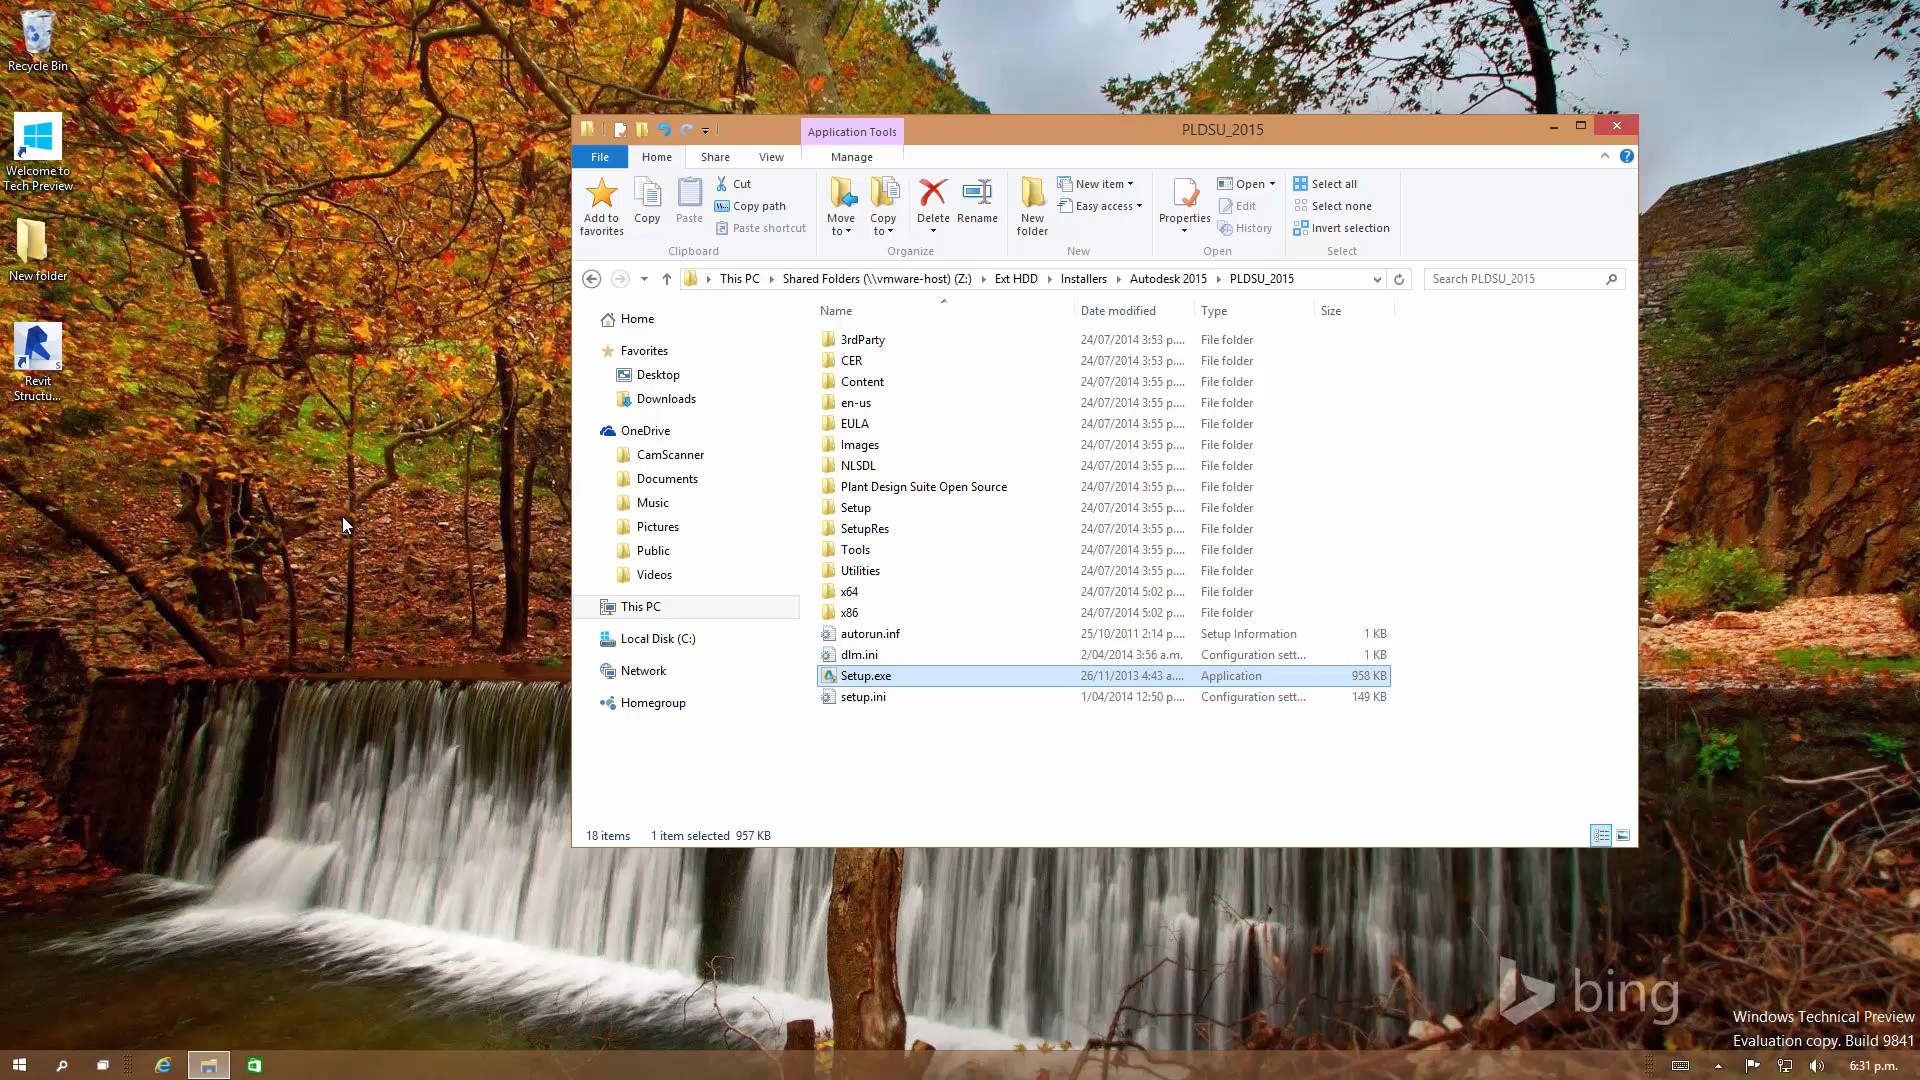 Recycle Bin
Welcome to
Tech Preview
New folder
Revit
Structu...
Application Tools
PLDSU_2015
File
Home
Share
View
Manage
Add to
favorites
Copy
Paste
Cut
Copy path
Paste shortcut
Clipboard
Move
to
Copy
to
Delete
Rename
Organize
New
folder
New item
Easy access
New
Properties
Open
Edit
History
Open
Select all
Select none
Invert selection
Select
This PC
Shared Folders (\\vmware-host) (Z:)
Ext HDD
Installers
Autodesk 2015
PLDSU_2015
Search PLDSU_2015
Home
Favorites
Desktop
Downloads
OneDrive
CamScanner
Documents
Music
Pictures
Public
Videos
This PC
Local Disk (C:)
Network
Homegroup
Name Date modified Type Size
3rdParty 24/07/2014 3:53 p.... File folder
CER 24/07/2014 3:53 p.... File folder
Content 24/07/2014 3:55 p.... File folder
en-us 24/07/2014 3:55 p.... File folder
EULA 24/07/2014 3:55 p.... File folder
Images 24/07/2014 3:55 p.... File folder
NLSDL 24/07/2014 3:55 p.... File folder
Plant Design Suite Open Source 24/07/2014 3:55 p.... File folder
Setup 24/07/2014 3:55 p.... File folder
SetupRes 24/07/2014 3:55 p.... File folder
Tools 24/07/2014 3:55 p.... File folder
Utilities 24/07/2014 3:55 p.... File folder
x64 24/07/2014 5:02 p.... File folder
x86 24/07/2014 5:02 p.... File folder
autorun.inf 25/10/2011 2:14 p.... Setup Information 1 KB
dlm.ini 2/04/2014 3:56 a.m. Configuration sett... 1 KB
Setup.exe 26/11/2013 4:43 a.... Application 958 KB
setup.ini 1/04/2014 12:50 p.... Configuration sett... 149 KB
18 items 1 item selected 957 KB
bing
Windows Technical Preview
Evaluation copy. Build 9841
6:31 p.m.